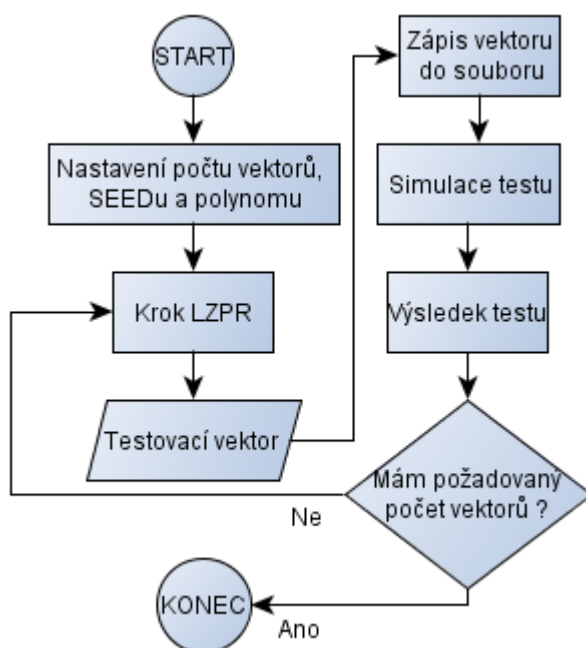 START
Nastavení počtu vektorů,
SEEDu a polynomu
Krok LZPR
Testovací vektor
Zápis vektoru
do souboru
Simulace testu
Výsledek testu
Mám požadovaný
počet vektorů ?
Ne
Ano
KONEC